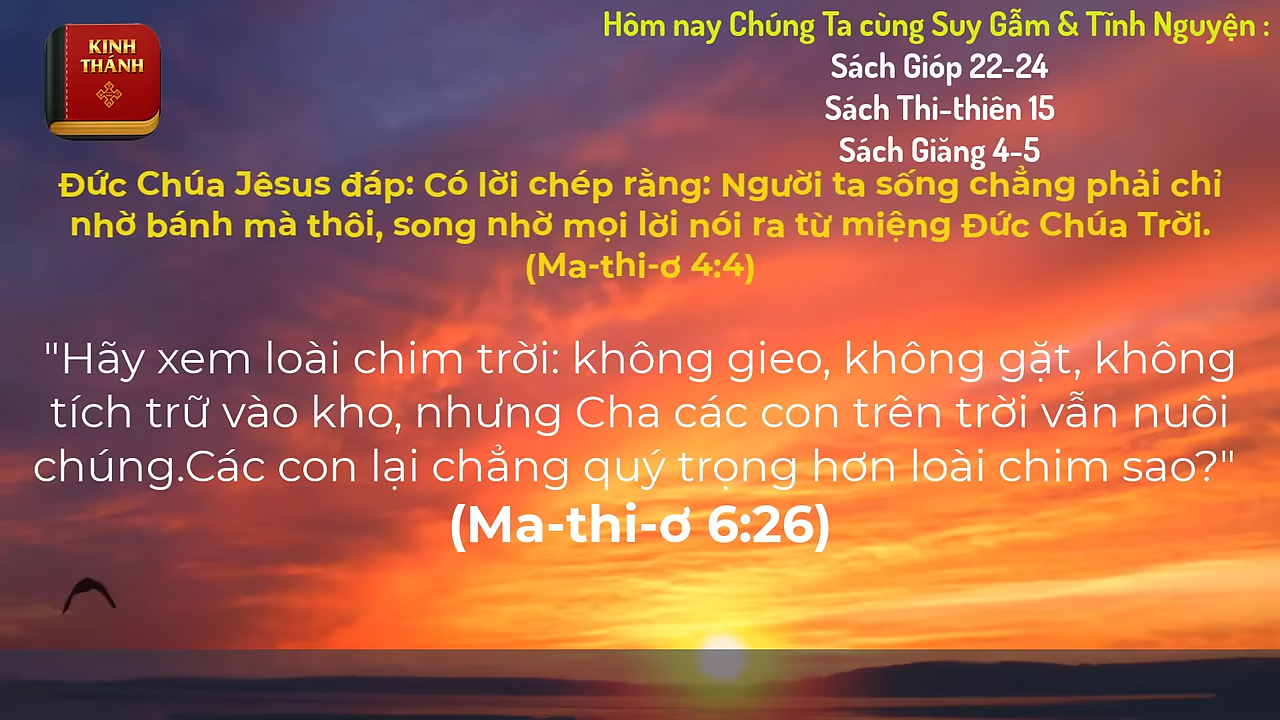 KINH
THÁNH
Hôm nay Chúng Ta cùng Suy Gẫm & Tĩnh Nguyện :
Sách Gióp 22-24
Sách Thi-thiên 15
Sách Giăng 4-5
Đức Chúa Jêsus đáp: Có lời chép rằng: Người ta sống chẳng phải chỉ
nhờ bánh mà thôi, song nhờ mọi lời nói ra từ miệng Đức Chúa Trời.
(Ma-thi-ơ 4:4)
"Hãy xem loài chim trời: không gieo, không gặt, không
tích trữ vào kho, nhưng Cha các con trên trời vẫn nuôi
chúng.Các con lại chẳng quý trọng hơn loài chim sao?"
(Ma-thi-ơ 6:26)